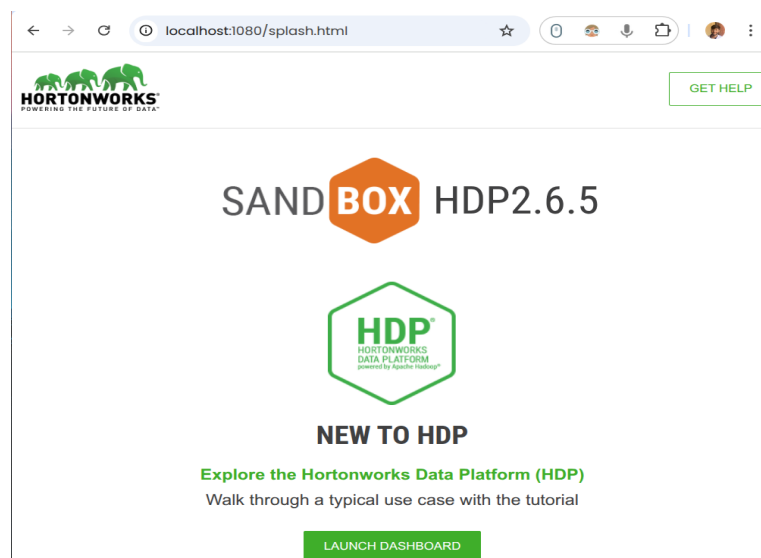 localhost:1080/splash.html
HORTONWORKS®
POWERING THE FUTURE OF DATA™
GET HELP
SANDBOX HDP2.6.5
HDP®
HORTONWORKS
DATA PLATFORM
powered by Apache Hadoop®
NEW TO HDP
Explore the Hortonworks Data Platform (HDP)
Walk through a typical use case with the tutorial
LAUNCH DASHBOARD